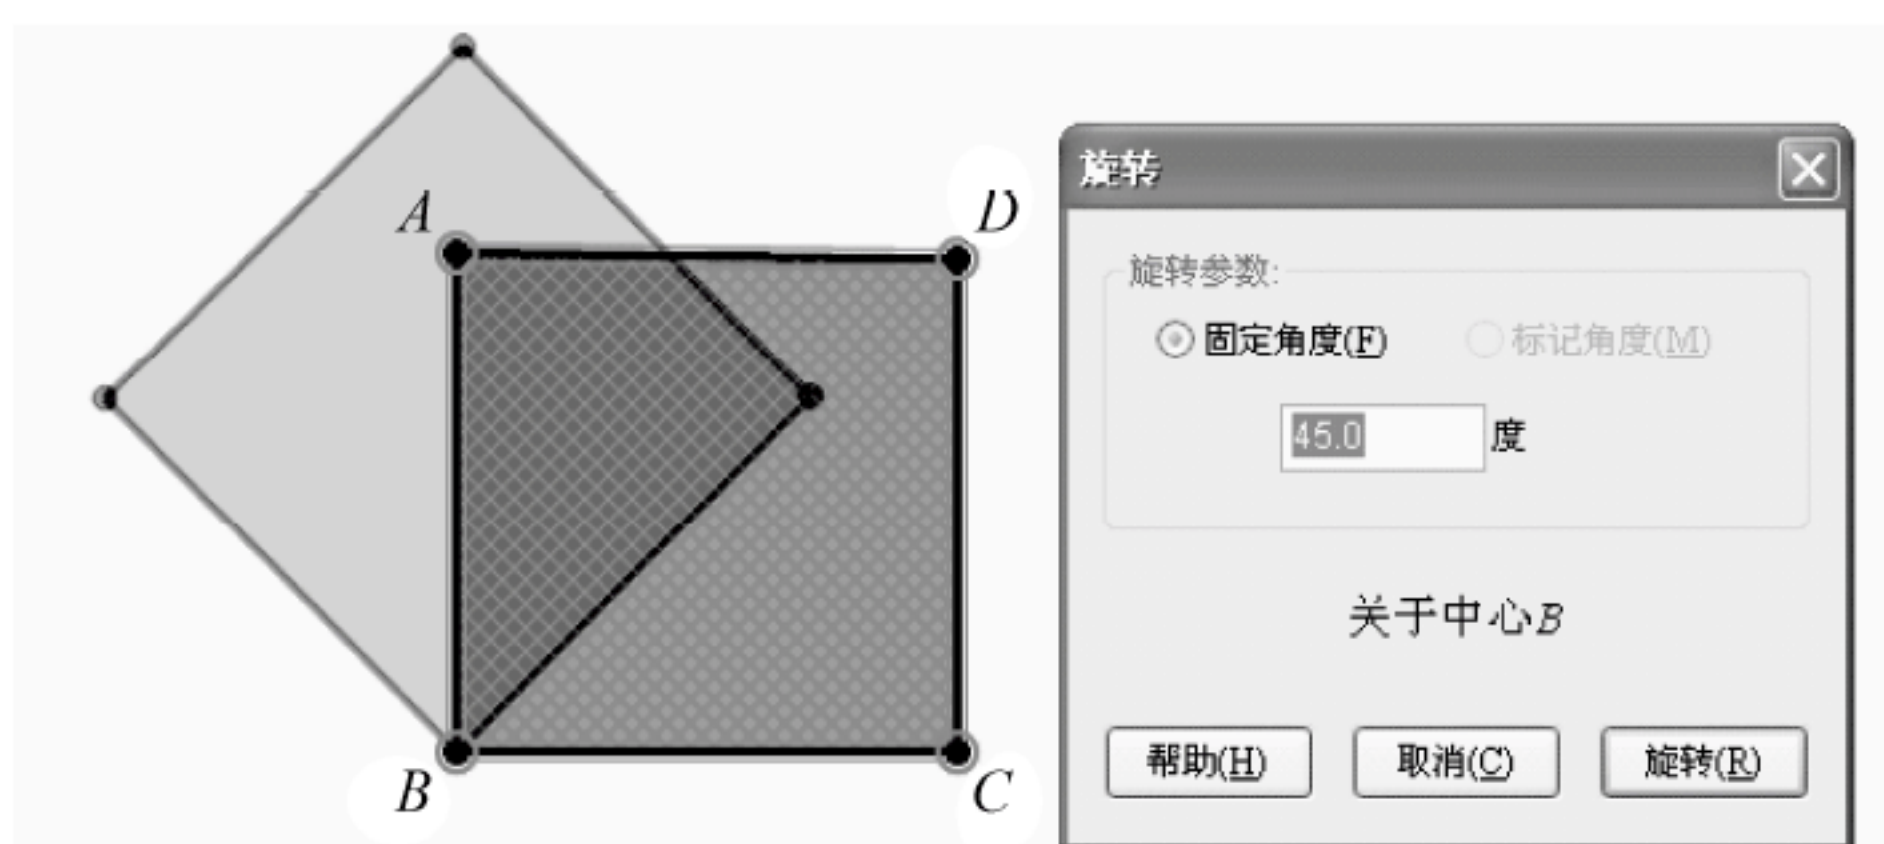 A
D
B
C
旋转
旋转参数:
固定角度(F) 标记角度(M)
45.0 度
关于中心B
帮助(H) 取消(C) 旋转(R)